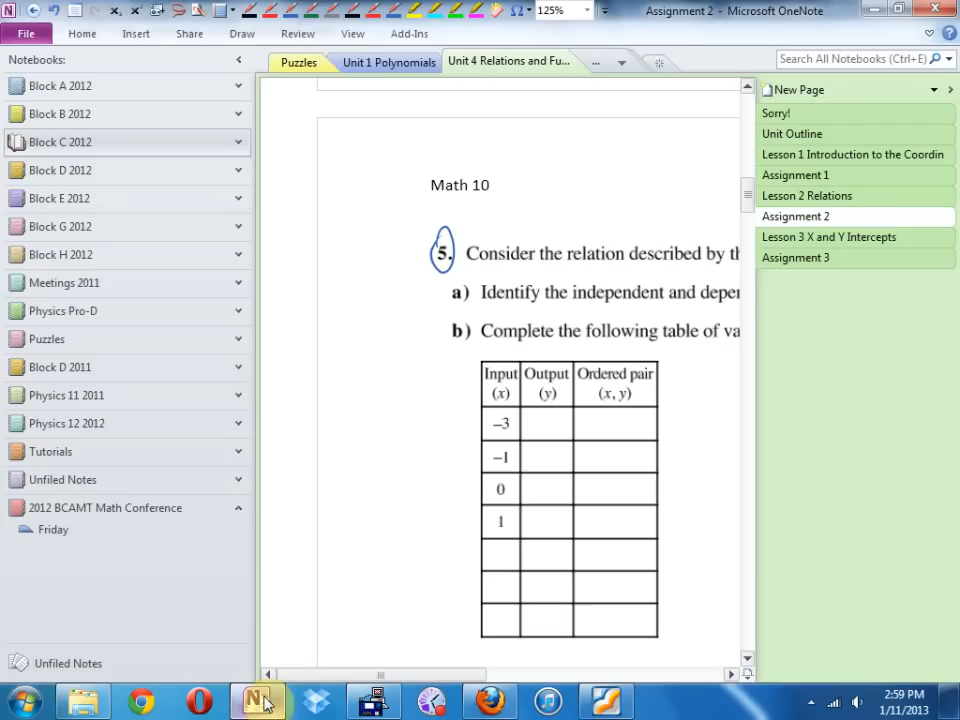 125%
Assignment 2 - Microsoft OneNote
File Home Insert Share Draw Review View Add-Ins
Notebooks:
Puzzles
Unit 1 Polynomials
Unit 4 Relations and Fu...
...
Search All Notebooks (Ctrl+E)
Block A 2012
Block B 2012
Block C 2012
Block D 2012
Block E 2012
Block G 2012
Block H 2012
Meetings 2011
Physics Pro-D
Puzzles
Block D 2011
Physics 11 2011
Physics 12 2012
Tutorials
Unfiled Notes
2012 BCAMT Math Conference
Friday
Unfiled Notes
Math 10
5. Consider the relation described by th
a) Identify the independent and depen
b) Complete the following table of va
Input (x) Output (y) Ordered pair (x, y)
–3
–1
0
1
New Page
Sorry!
Unit Outline
Lesson 1 Introduction to the Coordin
Assignment 1
Lesson 2 Relations
Assignment 2
Lesson 3 X and Y Intercepts
Assignment 3
2:59 PM
1/11/2013